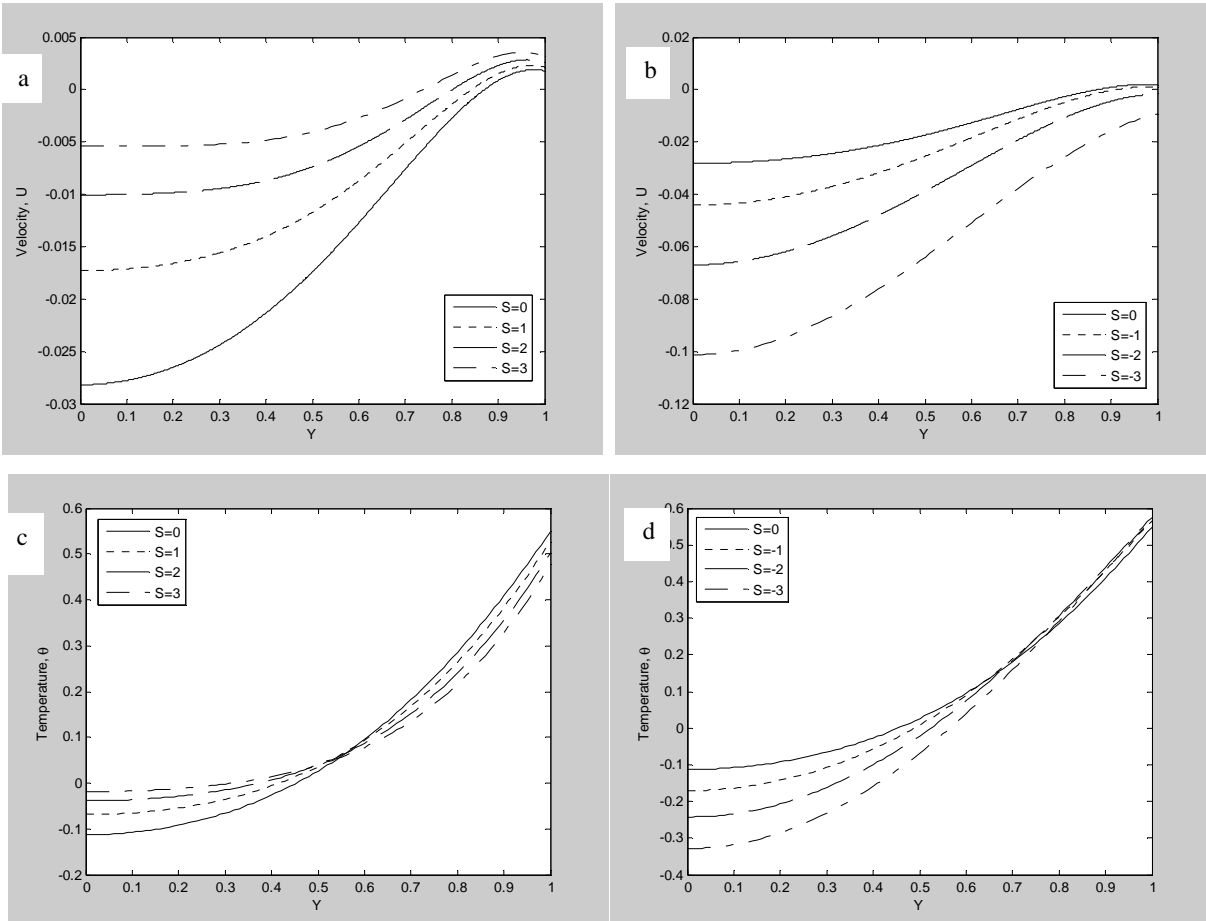 a
0.005
0
-0.005
-0.01
-0.015
-0.02
-0.025
-0.03
Velocity, U
0 0.1 0.2 0.3 0.4 0.5 0.6 0.7 0.8 0.9 1
Y
S=0
S=1
S=2
S=3
b
0.02
0
-0.02
-0.04
-0.06
-0.08
-0.1
-0.12
Velocity, U
0 0.1 0.2 0.3 0.4 0.5 0.6 0.7 0.8 0.9 1
Y
S=0
S=-1
S=-2
S=-3
c
0.6
0.5
0.4
0.3
0.2
0.1
0
-0.1
-0.2
Temperature, θ
0 0.1 0.2 0.3 0.4 0.5 0.6 0.7 0.8 0.9 1
Y
S=0
S=1
S=2
S=3
d
0.6
0.5
0.4
0.3
0.2
0.1
0
-0.1
-0.2
-0.3
-0.4
Temperature, θ
0 0.1 0.2 0.3 0.4 0.5 0.6 0.7 0.8 0.9 1
Y
S=0
S=-1
S=-2
S=-3